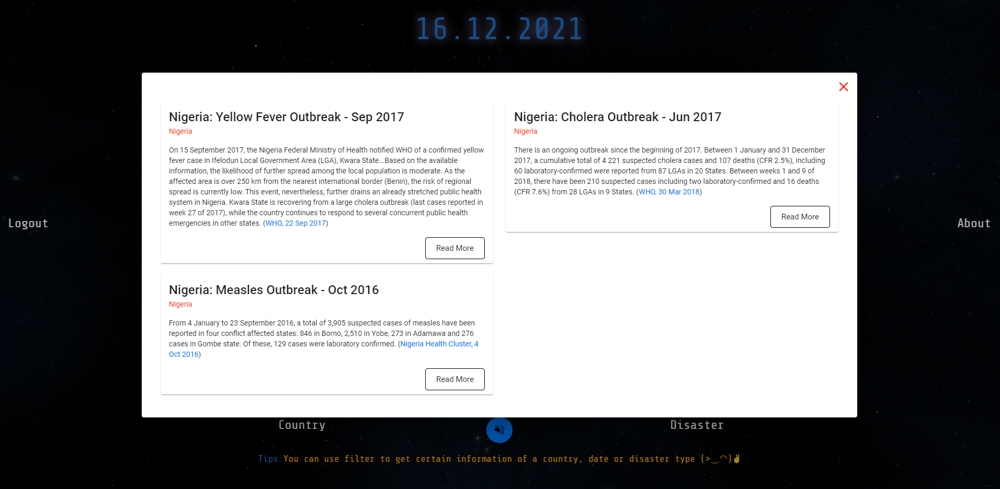 16.12.2021
Nigeria: Yellow Fever Outbreak - Sep 2017
Nigeria
On 15 September 2017, the Nigeria Federal Ministry of Health notified WHO of a confirmed yellow
fever case in Ifelodun Local Government Area (LGA), Kwara State...Based on the available
information, the likelihood of further spread among the local population is moderate. As the
affected area is over 250 km from the nearest international border (Benin), the risk of regional
spread is currently low. This event, nevertheless, further drains an already stretched public health
system in Nigeria. Kwara State is recovering from a large cholera outbreak (last cases reported in
week 27 of 2017), while the country continues to respond to several concurrent public health
emergencies in other states. (WHO, 22 Sep 2017)
Read More
Nigeria: Cholera Outbreak - Jun 2017
Nigeria
There is an ongoing outbreak since the beginning of 2017. Between 1 January and 31 December
2017, a cumulative total of 4 221 suspected cholera cases and 107 deaths (CFR 2.5%), including
60 laboratory-confirmed were reported from 87 LGAs in 20 States. Between weeks 1 and 9 of
2018, there have been 210 suspected cases including two laboratory-confirmed and 16 deaths
(CFR 7.6%) from 28 LGAs in 9 States. (WHO, 30 Mar 2018)
Read More
Nigeria: Measles Outbreak - Oct 2016
Nigeria
From 4 January to 23 September 2016, a total of 3,905 suspected cases of measles have been
reported in four conflict affected states: 846 in Borno, 2,510 in Yobe, 273 in Adamawa and 276
cases in Gombe state. Of these, 129 cases were laboratory confirmed. (Nigeria Health Cluster, 4
Oct 2016)
Read More
Logout
About
Country
Disaster
Tips:You can use filter to get certain information of a country, date or disaster type (>‿◠)✌